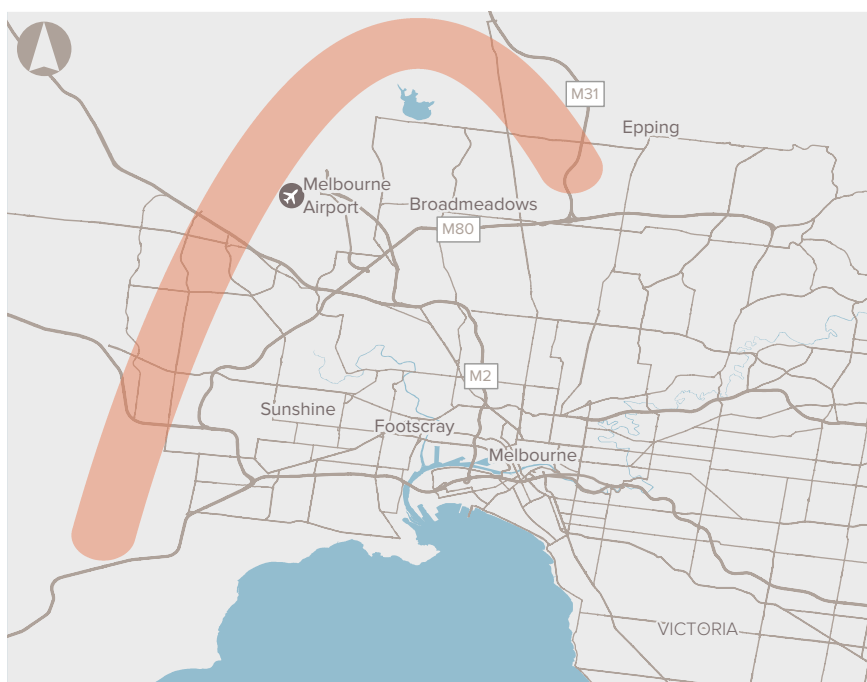 M31
Epping
Melbourne
Airport
Broadmeadows
M80
M2
Sunshine
Footscray
Melbourne
VICTORIA